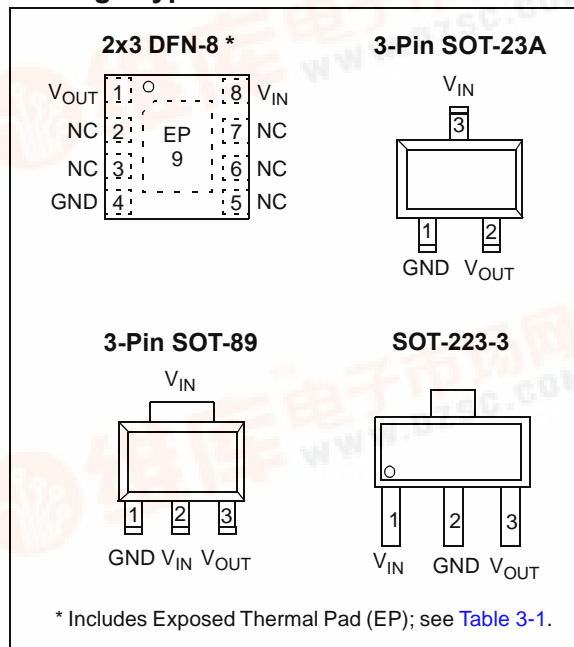 2x3 DFN-8 *
VOUT 1 8 VIN
NC 2 EP 7 NC
NC 3 9 6 NC
GND 4 5 NC
3-Pin SOT-23A
VIN
3
1 2
GND VOUT
3-Pin SOT-89
VIN
1 2 3
GND VIN VOUT
SOT-223-3
1 2 3
VIN GND VOUT
* Includes Exposed Thermal Pad (EP); see Table 3-1.